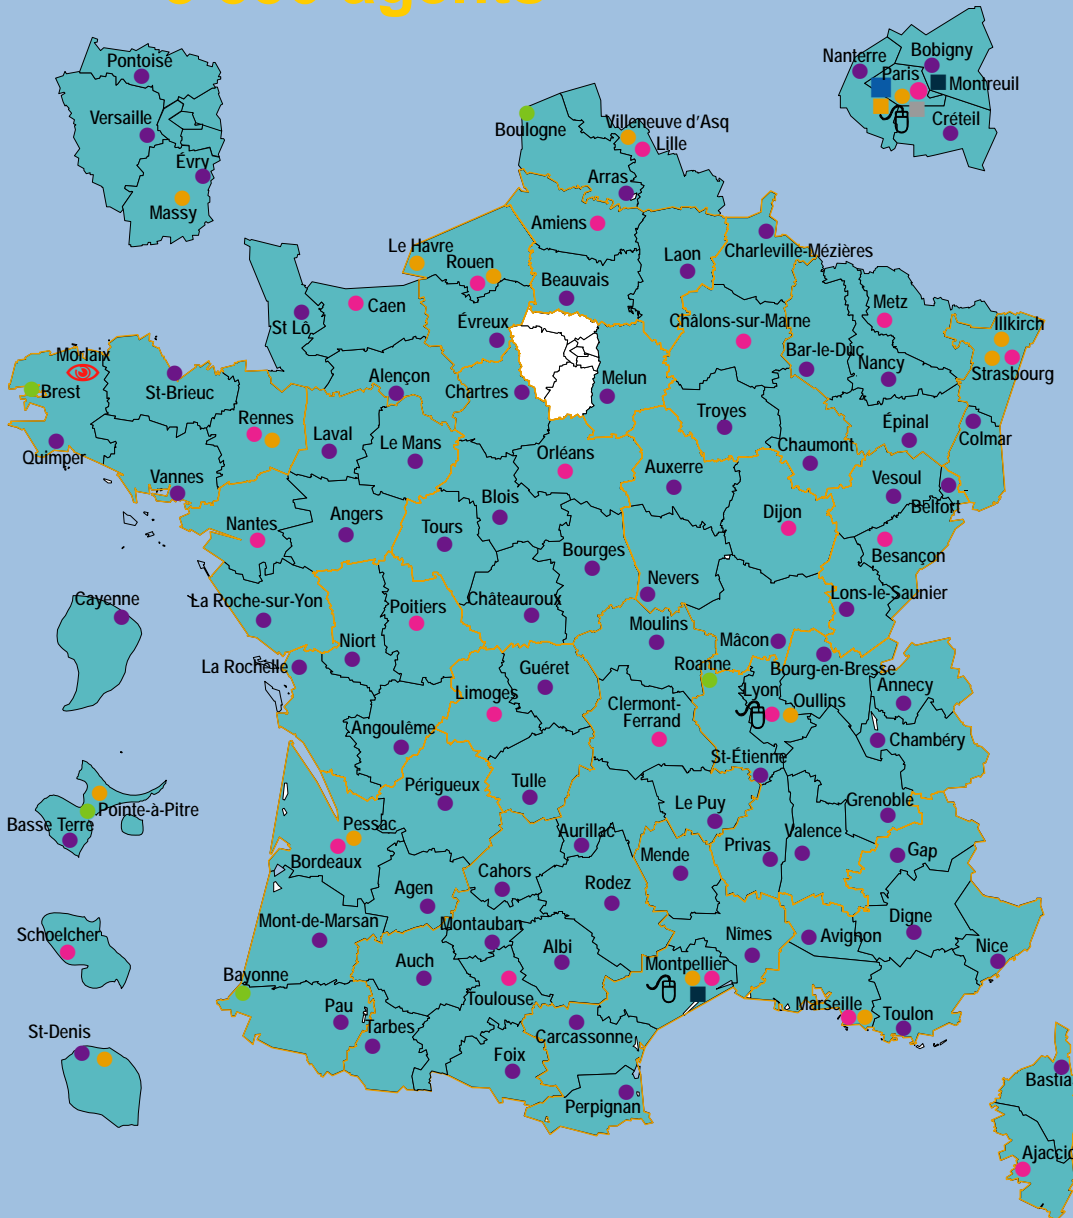 Pontoise
Versaille
Évry
Massy
Nanterre
Bobigny
Paris
Montreuil
Créteil
Boulogne
Villeneuve d'Asq
Lille
Arras
Amiens
Charleville-Mézières
Laon
Le Havre
Rouen
Beauvais
Caen
St Lô
Évreux
Châlons-sur-Marne
Metz
Illkirch
Bar-le-Duc
Nancy
Strasbourg
Morlaix
Brest
St-Brieuc
Alençon
Chartres
Melun
Troyes
Épinal
Colmar
Rennes
Laval
Le Mans
Orléans
Chaumont
Quimper
Vannes
Auxerre
Vesoul
Belfort
Blois
Nantes
Angers
Tours
Dijon
Besançon
Bourges
Nevers
Cayenne
La Roche-sur-Yon
Poitiers
Châteauroux
Lons-le-Saunier
Moulins
Mâcon
Niort
La Rochelle
Guéret
Roanne
Bourg-en-Bresse
Annecy
Limoges
Clermont-
Ferrand
Lyon
Oullins
Angoulême
Chambéry
St-Étienne
Périgueux
Tulle
Le Puy
Grenoble
Pointe-à-Pitre
Basse Terre
Pessac
Bordeaux
Aurillac
Mende
Privas
Valence
Gap
Agen
Cahors
Rodez
Mont-de-Marsan
Montauban
Albi
Nîmes
Avignon
Digne
Nice
Schoelcher
Auch
Toulouse
Montpellier
Bayonne
Pau
Tarbes
Carcassonne
Marseille
Toulon
St-Denis
Foix
Perpignan
Bastia
Ajaccio